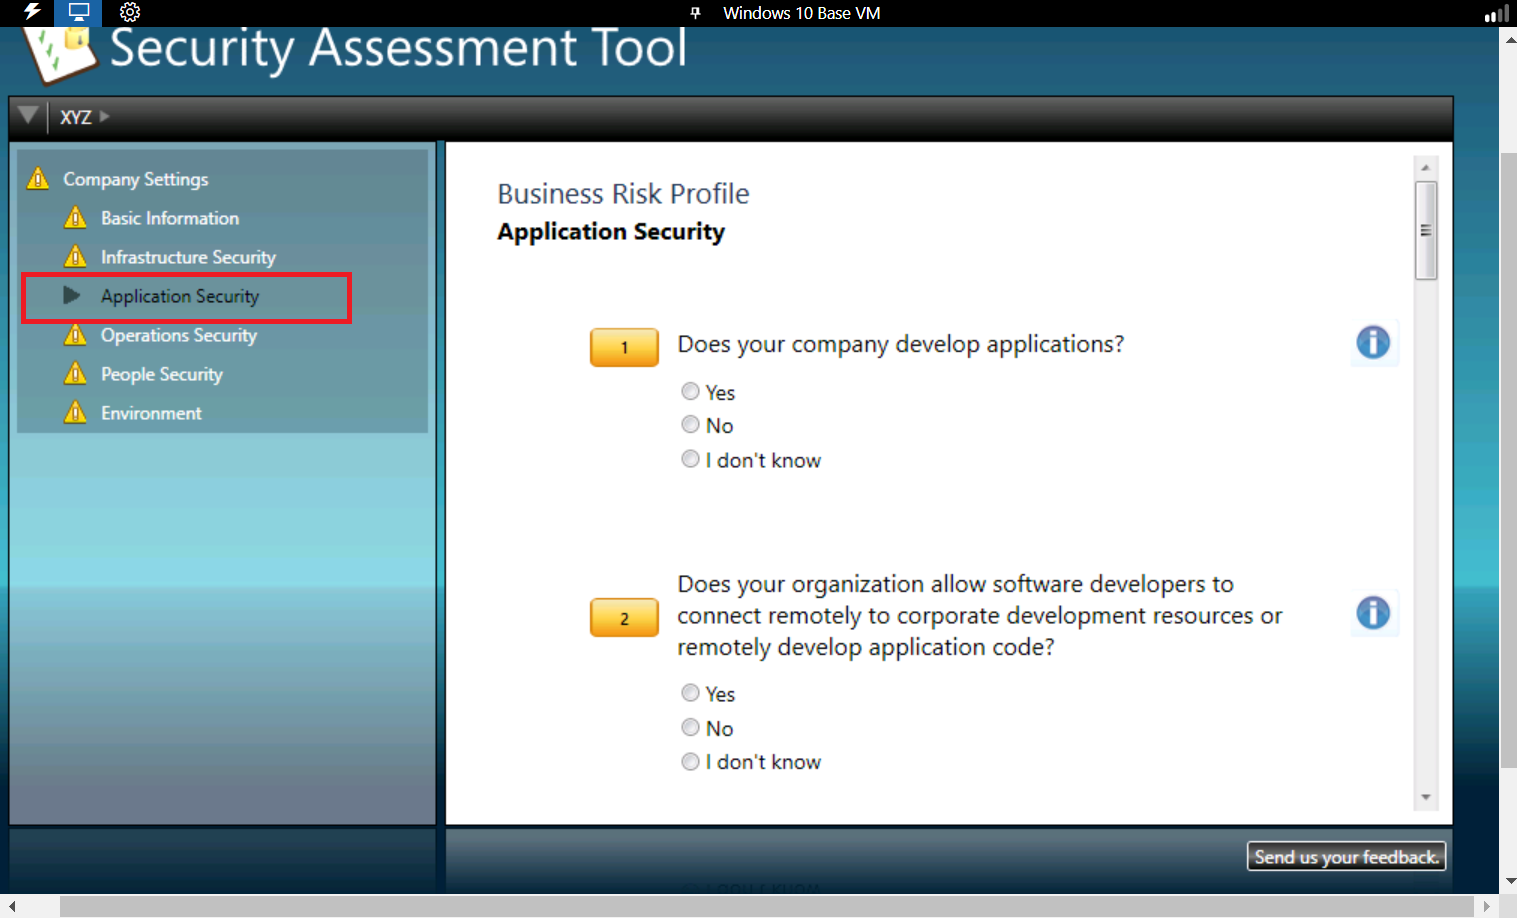 Windows 10 Base VM
Security Assessment Tool
XYZ
Company Settings
Basic Information
Infrastructure Security
Application Security
Operations Security
People Security
Environment
Business Risk Profile
Application Security
1
Does your company develop applications?
Yes
No
I don't know
2
Does your organization allow software developers to
connect remotely to corporate development resources or
remotely develop application code?
Yes
No
I don't know
Send us your feedback.